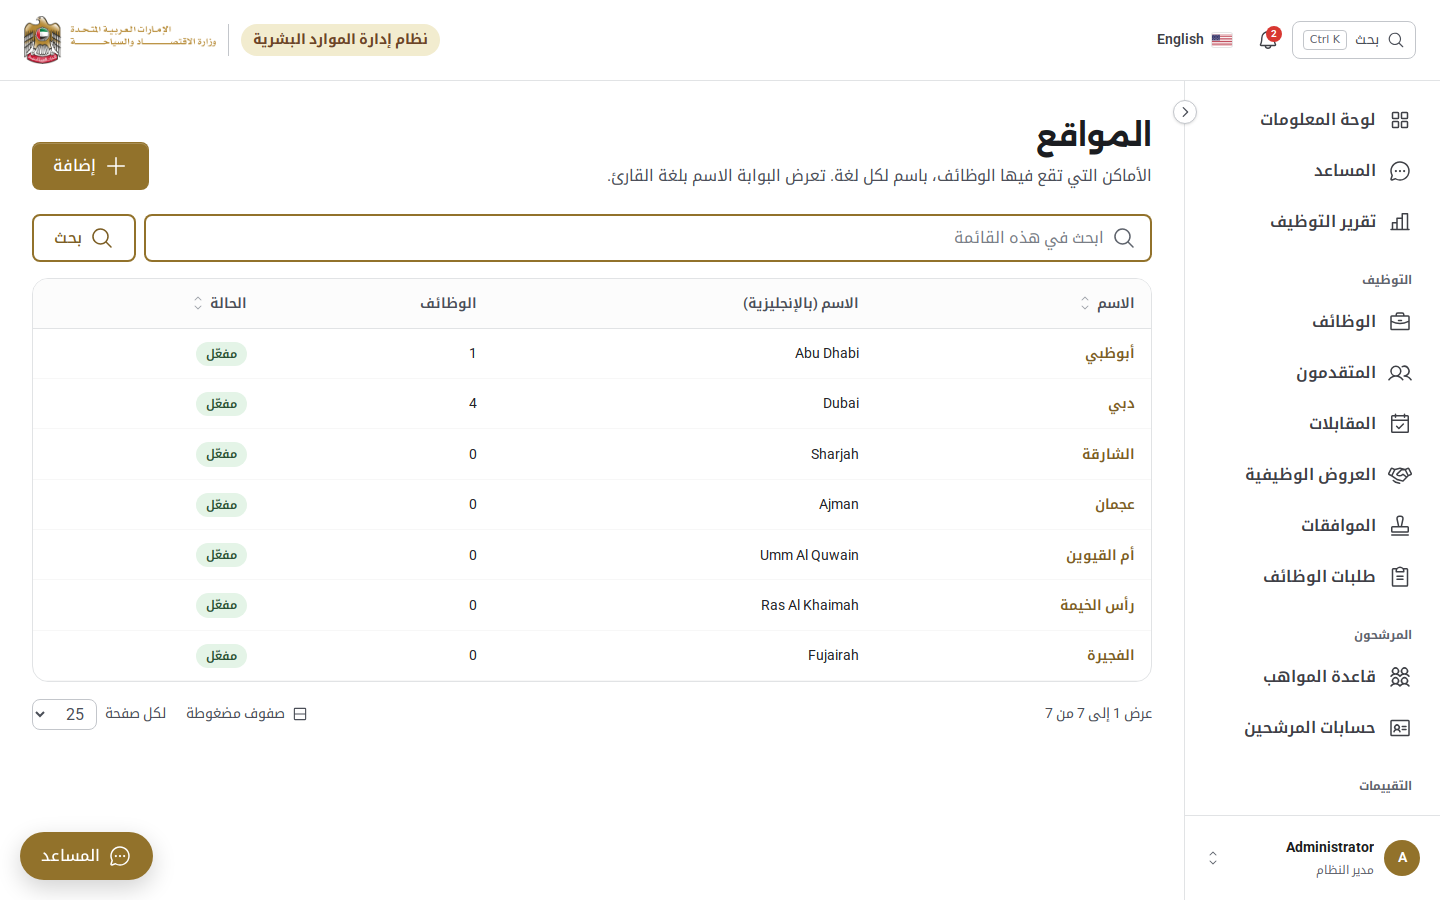 الإمارات العربية المتحدة
وزارة الاقتصاد والسياحة
نظام إدارة الموارد البشرية
English
2
بحث
Ctrl K
لوحة المعلومات
المساعد
تقرير التوظيف
التوظيف
الوظائف
المتقدمون
المقابلات
العروض الوظيفية
الموافقات
طلبات الوظائف
المرشحون
قاعدة المواهب
حسابات المرشحين
التقييمات
A
Administrator
مدير النظام
المواقع
الأماكن التي تقع فيها الوظائف، باسم لكل لغة. تعرض البوابة الاسم بلغة القارئ.
إضافة
ابحث في هذه القائمة
بحث
الاسم الاسم (بالإنجليزية) الوظائف الحالة
أبوظبي Abu Dhabi 1 مفعّل
دبي Dubai 4 مفعّل
الشارقة Sharjah 0 مفعّل
عجمان Ajman 0 مفعّل
أم القيوين Umm Al Quwain 0 مفعّل
رأس الخيمة Ras Al Khaimah 0 مفعّل
الفجيرة Fujairah 0 مفعّل
عرض 1 إلى 7 من 7
صفوف مضغوطة
لكل صفحة
25
المساعد